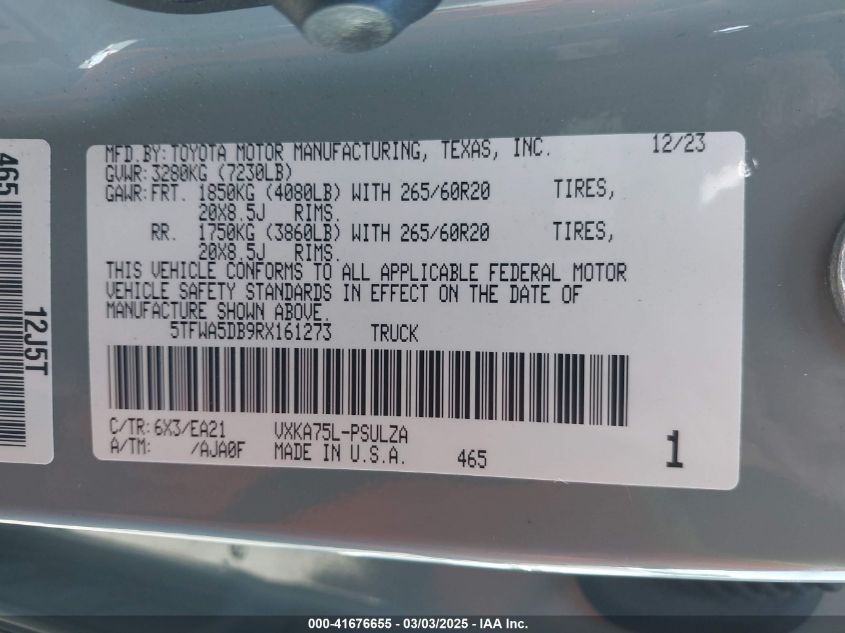 MFD.BY:TOYOTA MOTOR MANUFACTURING, TEXAS, INC. 12/23
GVWR:3280KG (7230LB)
GAWR:FRT. 1850KG (4080LB) WITH 265/60R20 TIRES,
20X8.5J RIMS.
RR. 1750KG (3860LB) WITH 265/60R20 TIRES,
20X8.5J RIMS.
THIS VEHICLE CONFORMS TO ALL APPLICABLE FEDERAL MOTOR
VEHICLE SAFETY STANDARDS IN EFFECT ON THE DATE OF
MANUFACTURE SHOWN ABOVE.
5TFWA5DB9RX161273 TRUCK
C/TR:6X3/EA21 VXKA75L-PSULZA
A/TM: /AJA0F MADE IN U.S.A. 465 1
465
12J5T
000-41676655 - 03/03/2025 - IAA Inc.